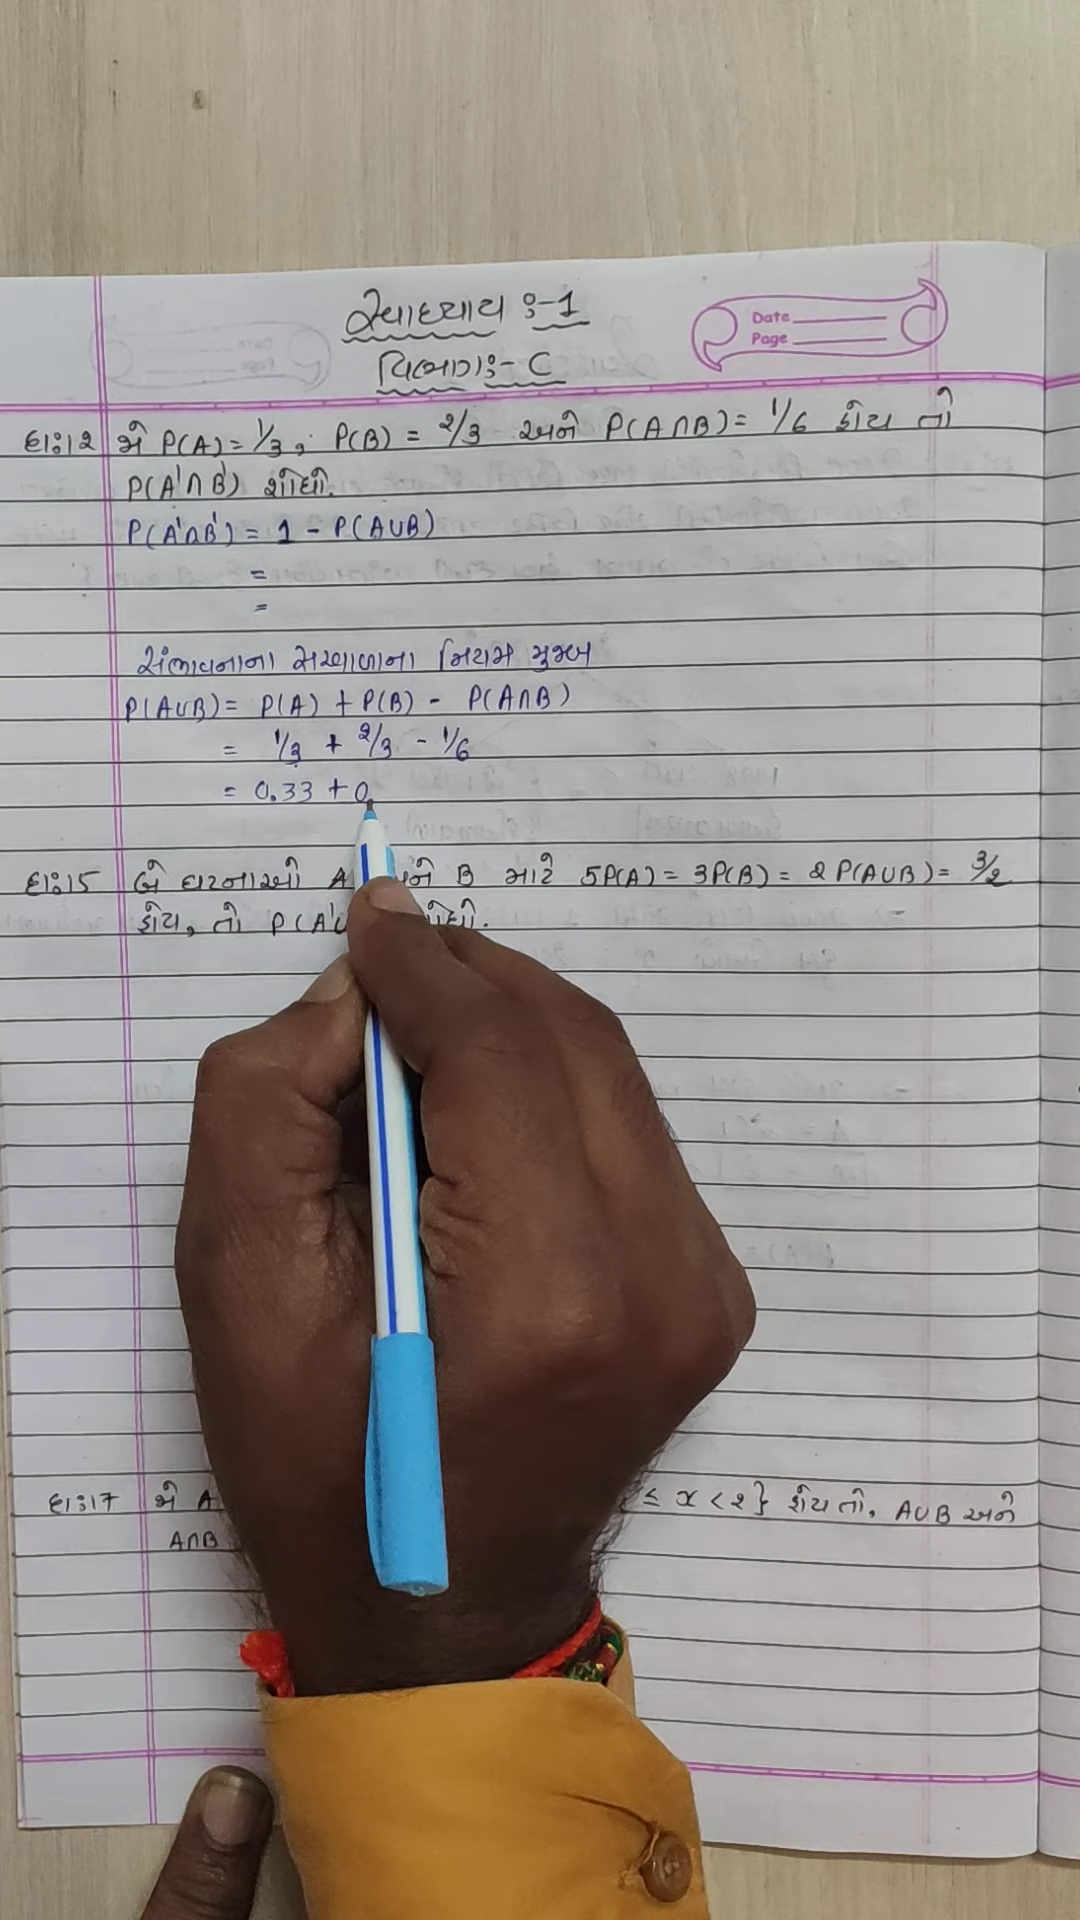 સ્વાધ્યાય ઃ-1
વિભાગઃ- C
Date
Page
દાઃ12 જો P(A) = 1/3, P(B) = 2/3 અને P(A∩B) = 1/6 હોય તો
P(A'∩B') શોધો.
P(A'∩B') = 1 - P(A∪B)
=
=
સંભાવનાના સરવાળાના નિયમ મુજબ
P(A∪B) = P(A) + P(B) - P(A∩B)
= 1/3 + 2/3 - 1/6
= 0.33 + 0.
દાઃ15 બે ઘટનાઓ A અને B માટે 5P(A) = 3P(B) = 2P(A∪B) = 3/2
હોય, તો P(A'∪
દાઃ17 જો A ≤ x < 2} હોય તો, A∪B અને
A∩B